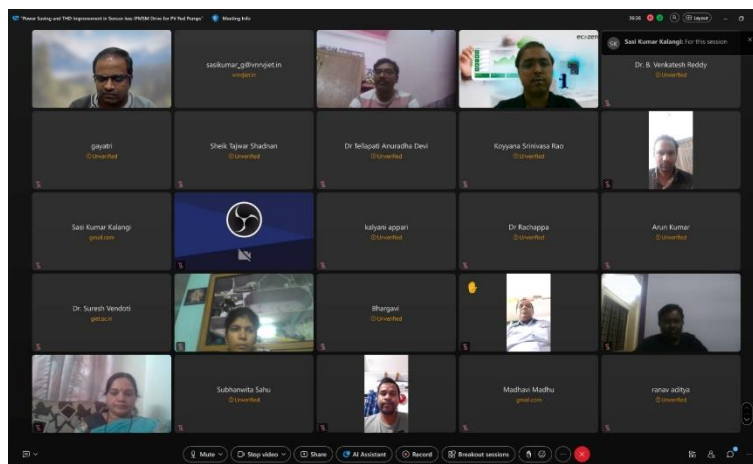 "Power Saving and THD Improvement in Sensor-less IPMSM Drive for PV Fed Pumps"
Meeting Info
Layout
ecozen
Sasi Kumar Kalangi: For this session
SK
sasikumar_g@vnrvjiet.in
vnrvjiet.in
Dr. B. Venkatesh Reddy
Unverified
gayatri
Unverified
Sheik Tajwar Shadnan
Unverified
Dr Tellapati Anuradha Devi
Unverified
Koyyana Srinivasa Rao
Unverified
Sasi Kumar Kalangi
gmail.com
kalyani appari
Unverified
Dr Rachappa
Unverified
Arun Kumar
Unverified
Dr. Suresh Vendoti
giet.ac.in
Bhargavi
Unverified
Subhanwita Sahu
Unverified
Madhavi Madhu
gmail.com
ranav aditya
Unverified
Mute
Stop video
Share
AI Assistant
Record
Breakout sessions